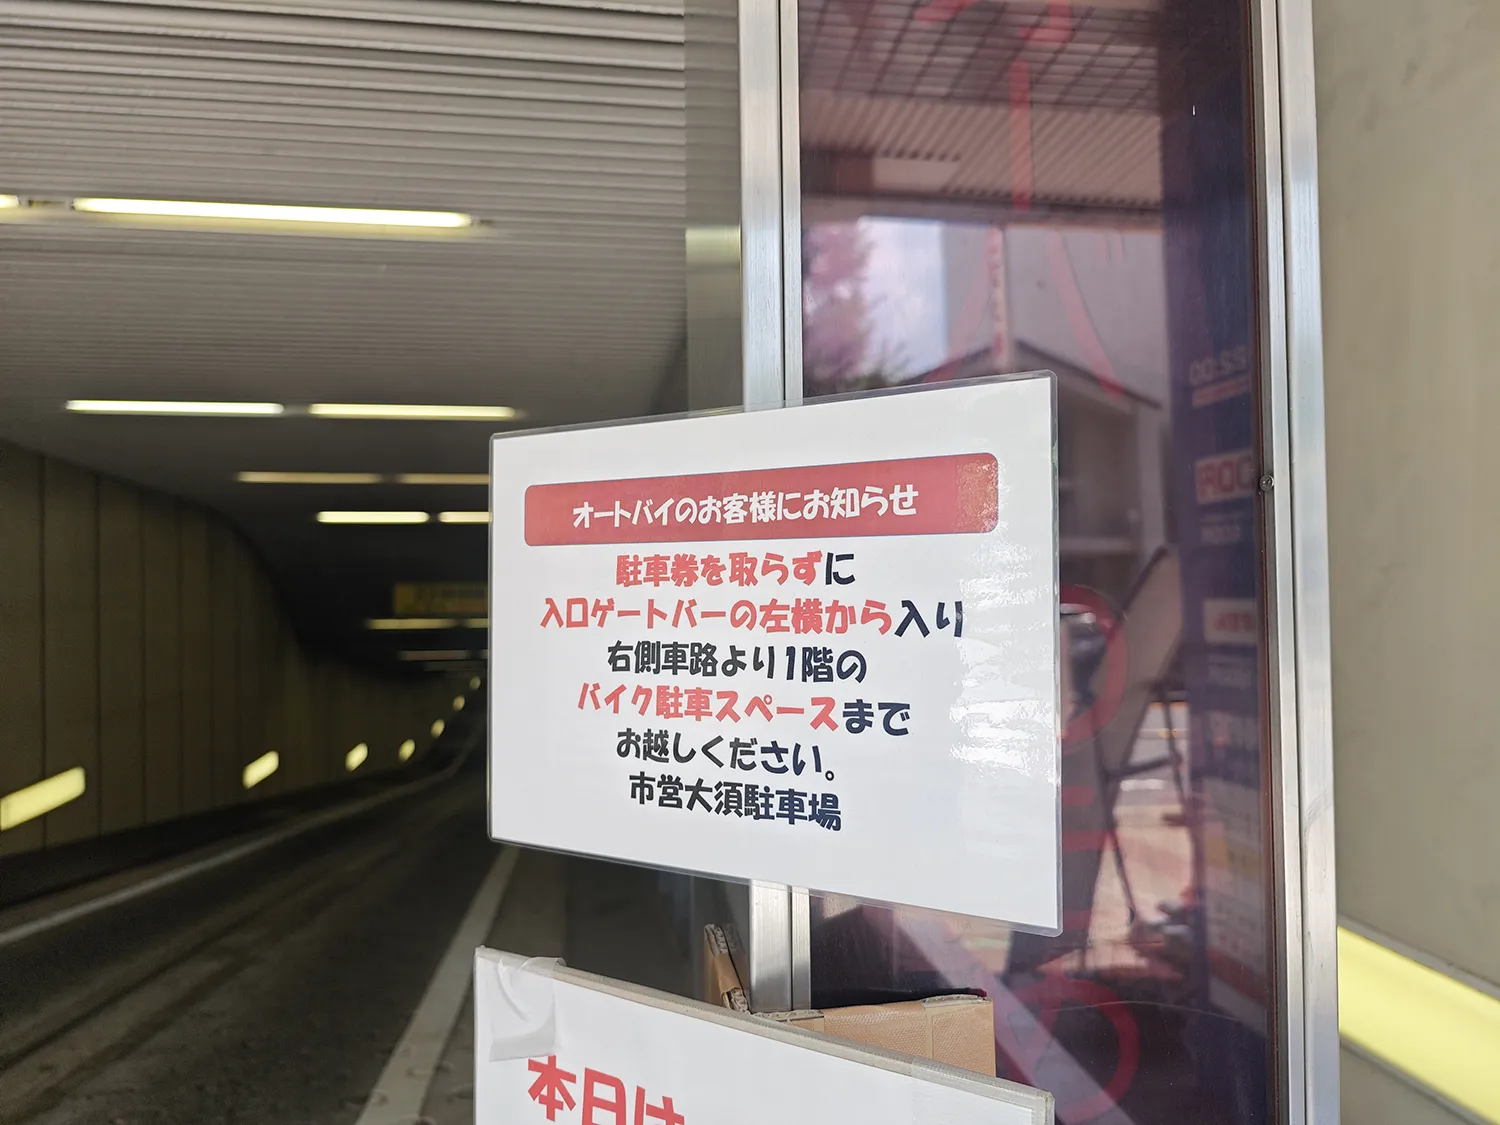 オートバイのお客様にお知らせ
駐車券を取らずに
入口ゲートバーの左横から入り
右側車路より1階の
バイク駐車スペースまで
お越しください。
市営大須駐車場
本日は